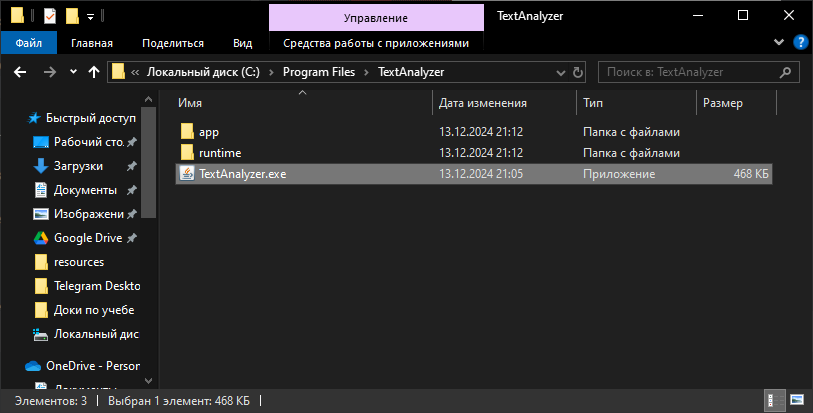 Управление
TextAnalyzer
Файл
Главная
Поделиться
Вид
Средства работы с приложениями
« Локальный диск (C:) > Program Files > TextAnalyzer
Поиск в: TextAnalyzer
Имя
Дата изменения
Тип
Размер
app 13.12.2024 21:12 Папка с файлами
runtime 13.12.2024 21:12 Папка с файлами
TextAnalyzer.exe 13.12.2024 21:05 Приложение 468 КБ
Быстрый доступ
Рабочий сто.
Загрузки
Документы
Изображени
Google Drive
resources
Telegram Deskto
Доки по учебе
Локальный дис
OneDrive - Person
Документы
Элементов: 3
Выбран 1 элемент: 468 КБ